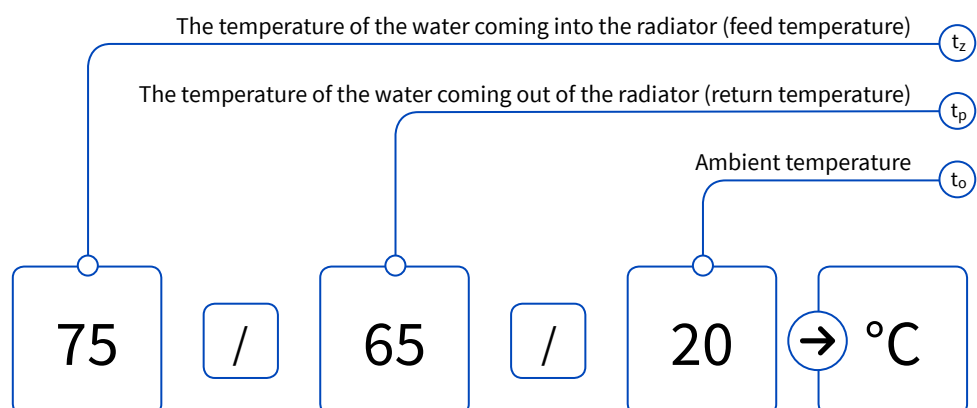 The temperature of the water coming into the radiator (feed temperature) tz
The temperature of the water coming out of the radiator (return temperature) tp
Ambient temperature to
75 / 65 / 20 → °C